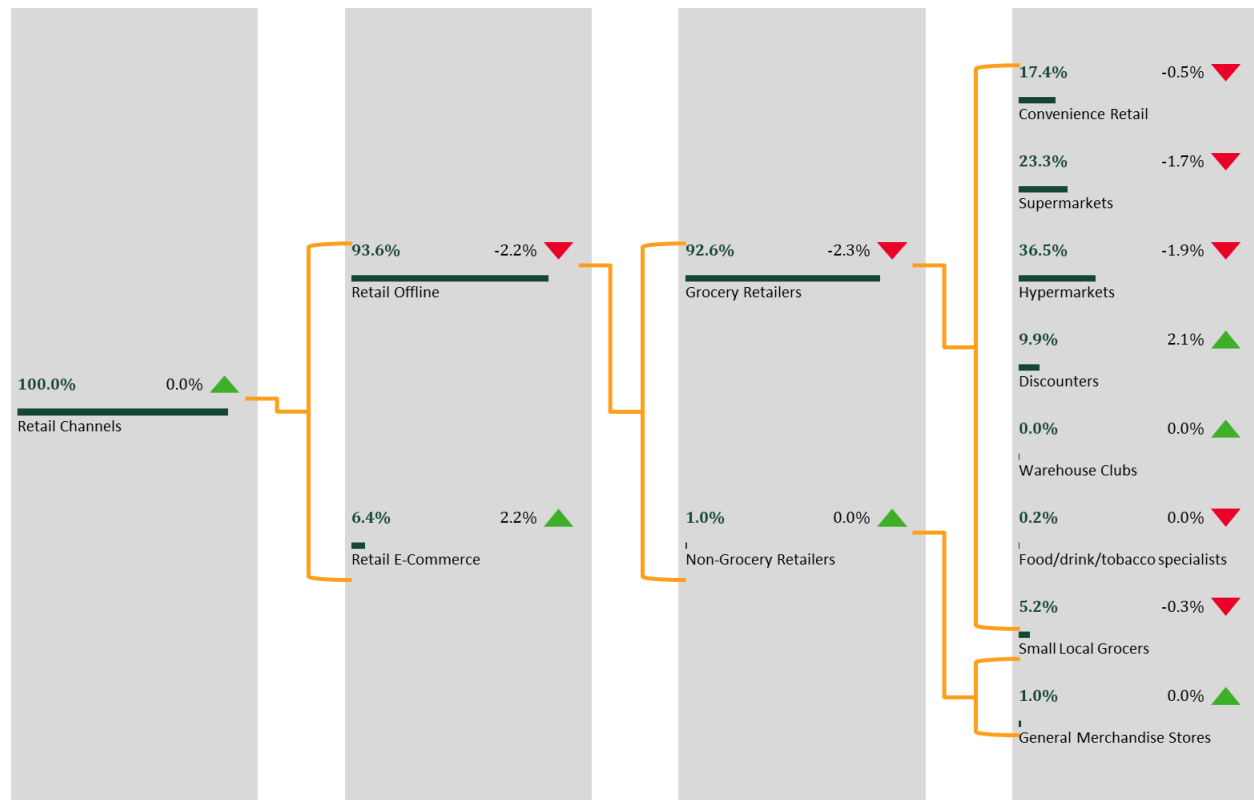 100.0% 0.0%
Retail Channels
93.6% -2.2%
Retail Offline
6.4% 2.2%
Retail E-Commerce
92.6% -2.3%
Grocery Retailers
1.0% 0.0%
Non-Grocery Retailers
17.4% -0.5%
Convenience Retail
23.3% -1.7%
Supermarkets
36.5% -1.9%
Hypermarkets
9.9% 2.1%
Discounters
0.0% 0.0%
Warehouse Clubs
0.2% 0.0%
Food/drink/tobacco specialists
5.2% -0.3%
Small Local Grocers
1.0% 0.0%
General Merchandise Stores